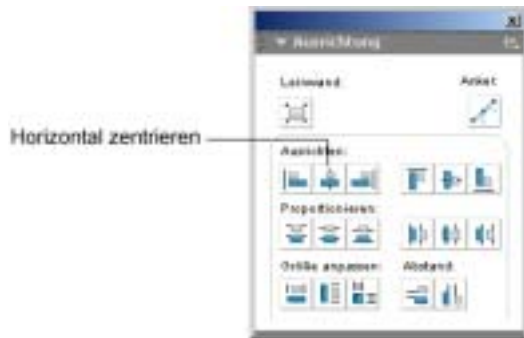 Ausrichtung
Leinwand: Anker:
Horizontal zentrieren
Ausrichten:
Proportionieren:
Größe anpassen: Abstand: